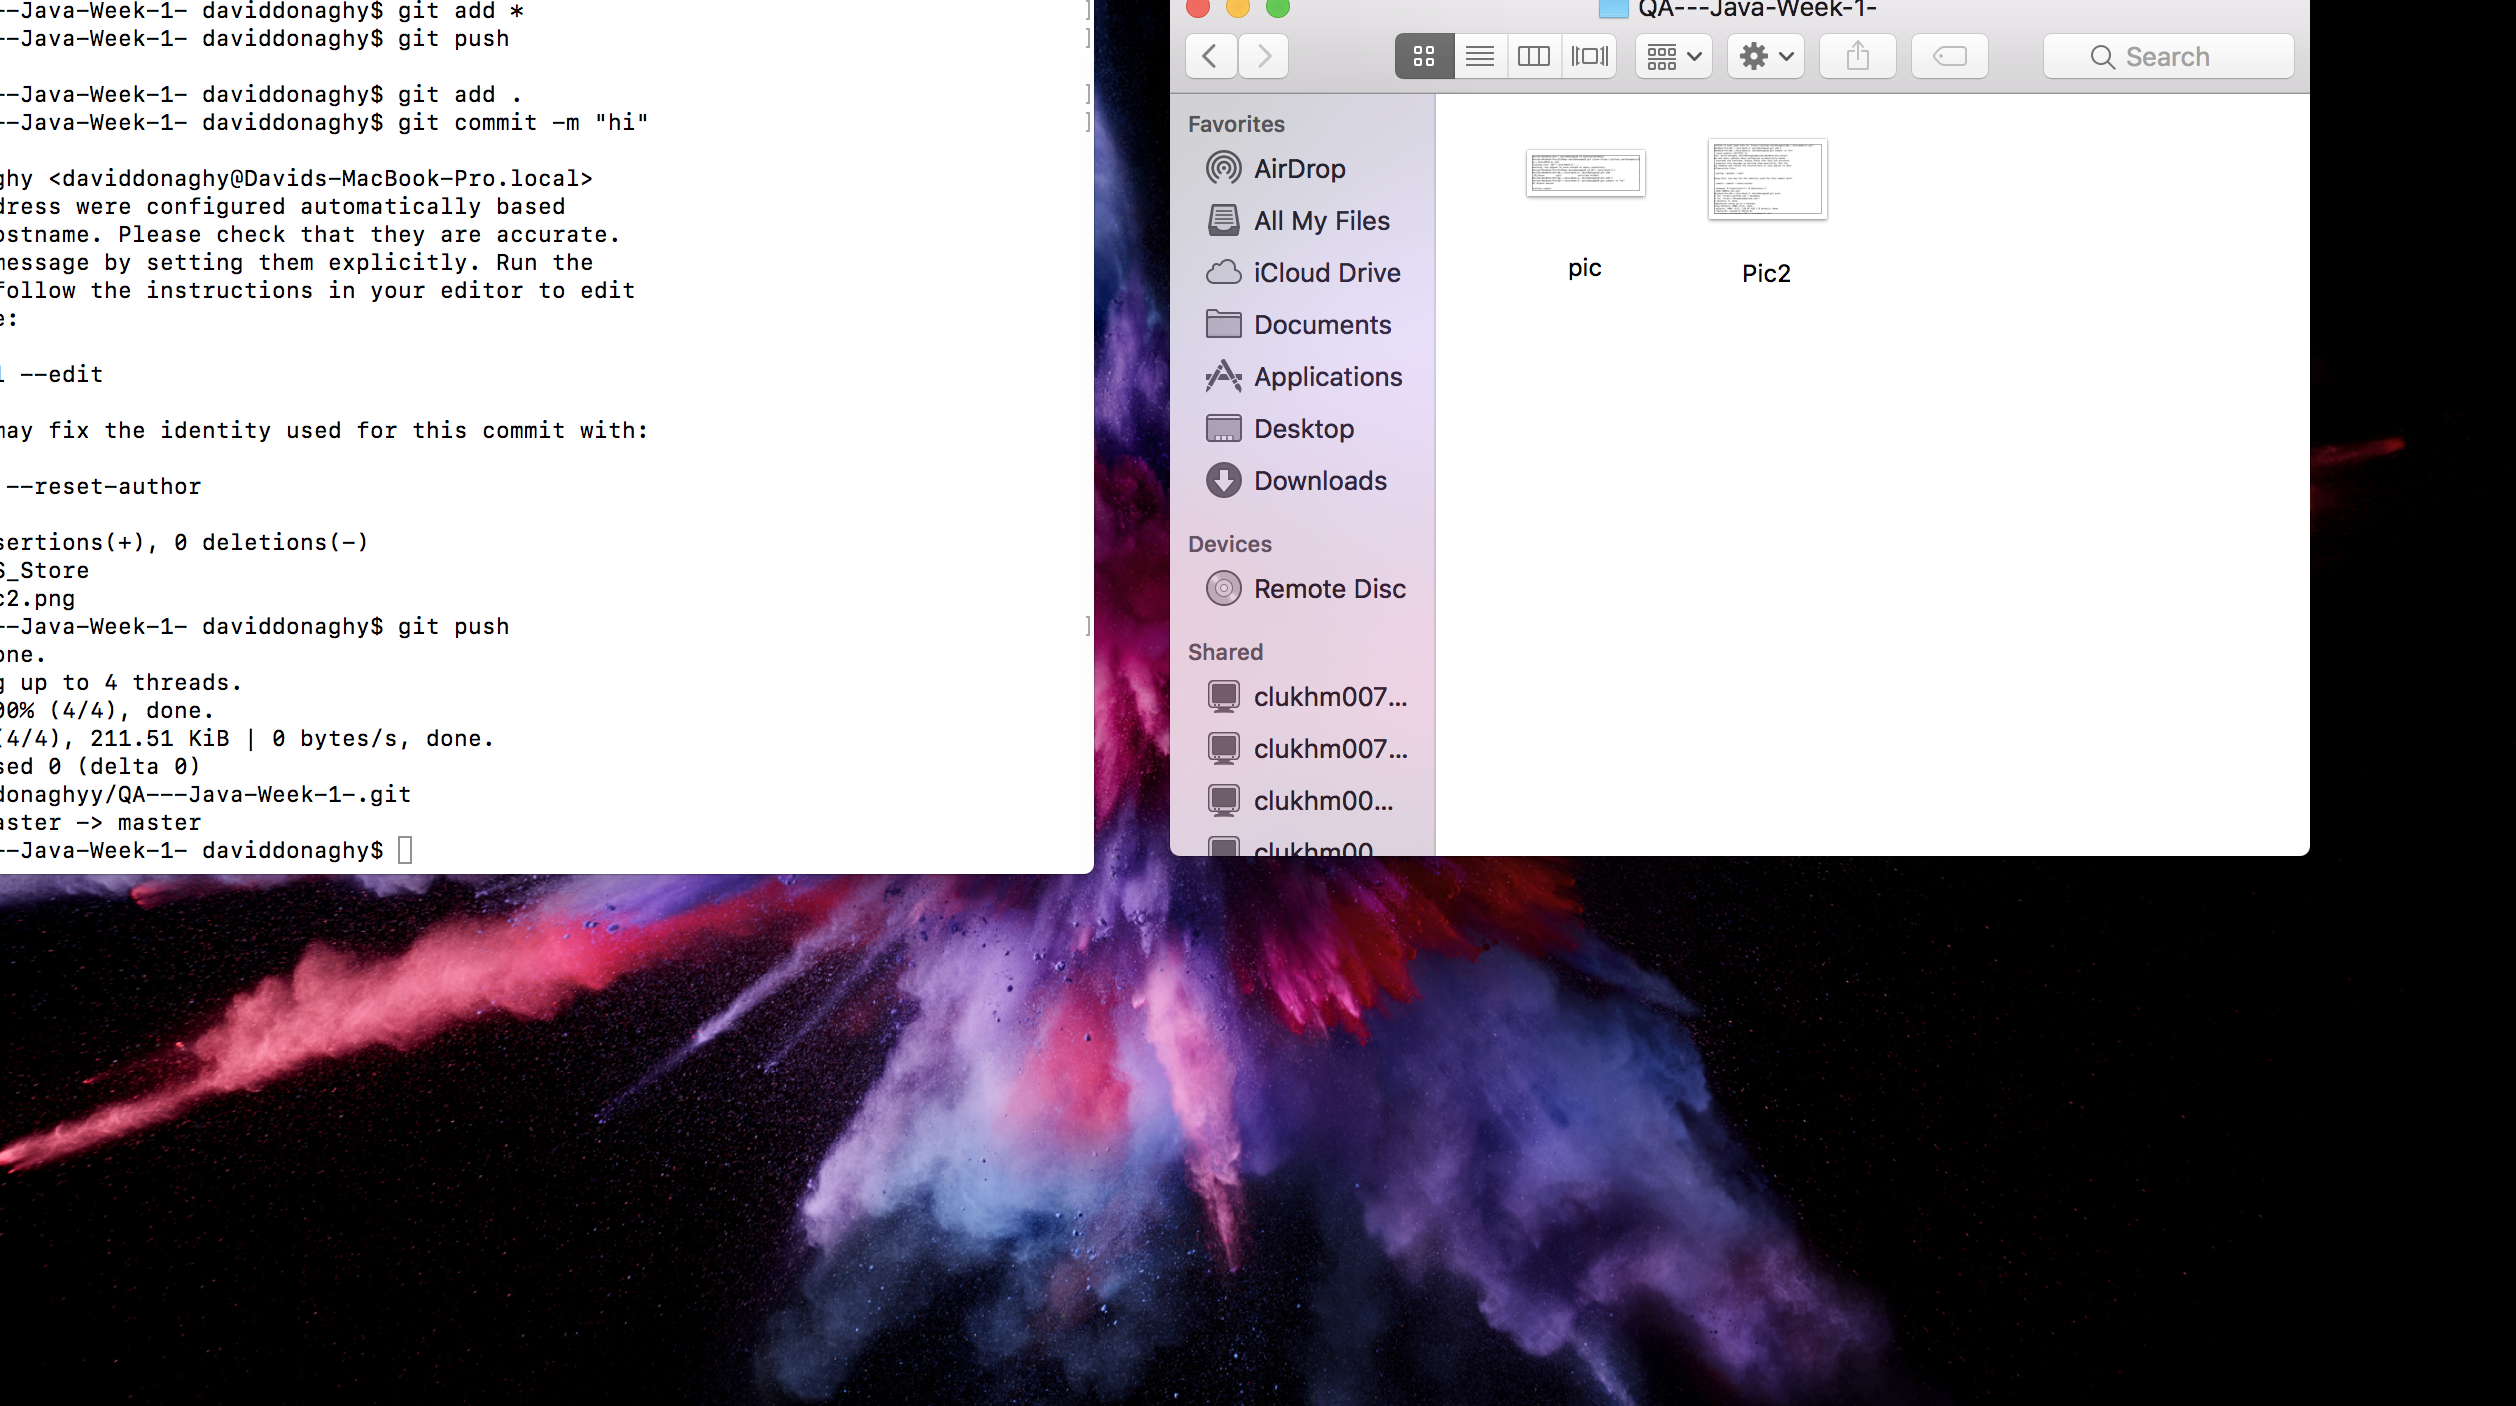 --Java-Week-1- daviddonaghy$ git add *
--Java-Week-1- daviddonaghy$ git push
--Java-Week-1- daviddonaghy$ git add .
--Java-Week-1- daviddonaghy$ git commit -m "hi"
ghy <daviddonaghy@Davids-MacBook-Pro.local>
dress were configured automatically based
ostname. Please check that they are accurate.
message by setting them explicitly. Run the
follow the instructions in your editor to edit
e:
l --edit
may fix the identity used for this commit with:
--reset-author
sertions(+), 0 deletions(-)
S_Store
c2.png
--Java-Week-1- daviddonaghy$ git push
one.
g up to 4 threads.
00% (4/4), done.
(4/4), 211.51 KiB | 0 bytes/s, done.
sed 0 (delta 0)
donaghyy/QA---Java-Week-1-.git
aster -> master
--Java-Week-1- daviddonaghy$
QA---Java-Week-1-
Search
Favorites
AirDrop
All My Files
iCloud Drive
Documents
Applications
Desktop
Downloads
Devices
Remote Disc
Shared
clukhm007...
clukhm007...
clukhm00...
clukhm00
pic
Pic2